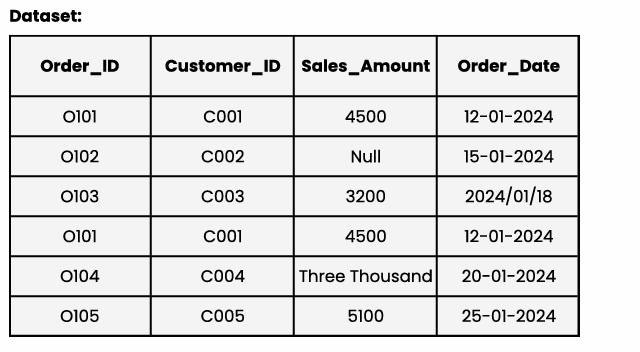 Dataset:
Order_ID Customer_ID Sales_Amount Order_Date
O101 C001 4500 12-01-2024
O102 C002 Null 15-01-2024
O103 C003 3200 2024/01/18
O101 C001 4500 12-01-2024
O104 C004 Three Thousand 20-01-2024
O105 C005 5100 25-01-2024